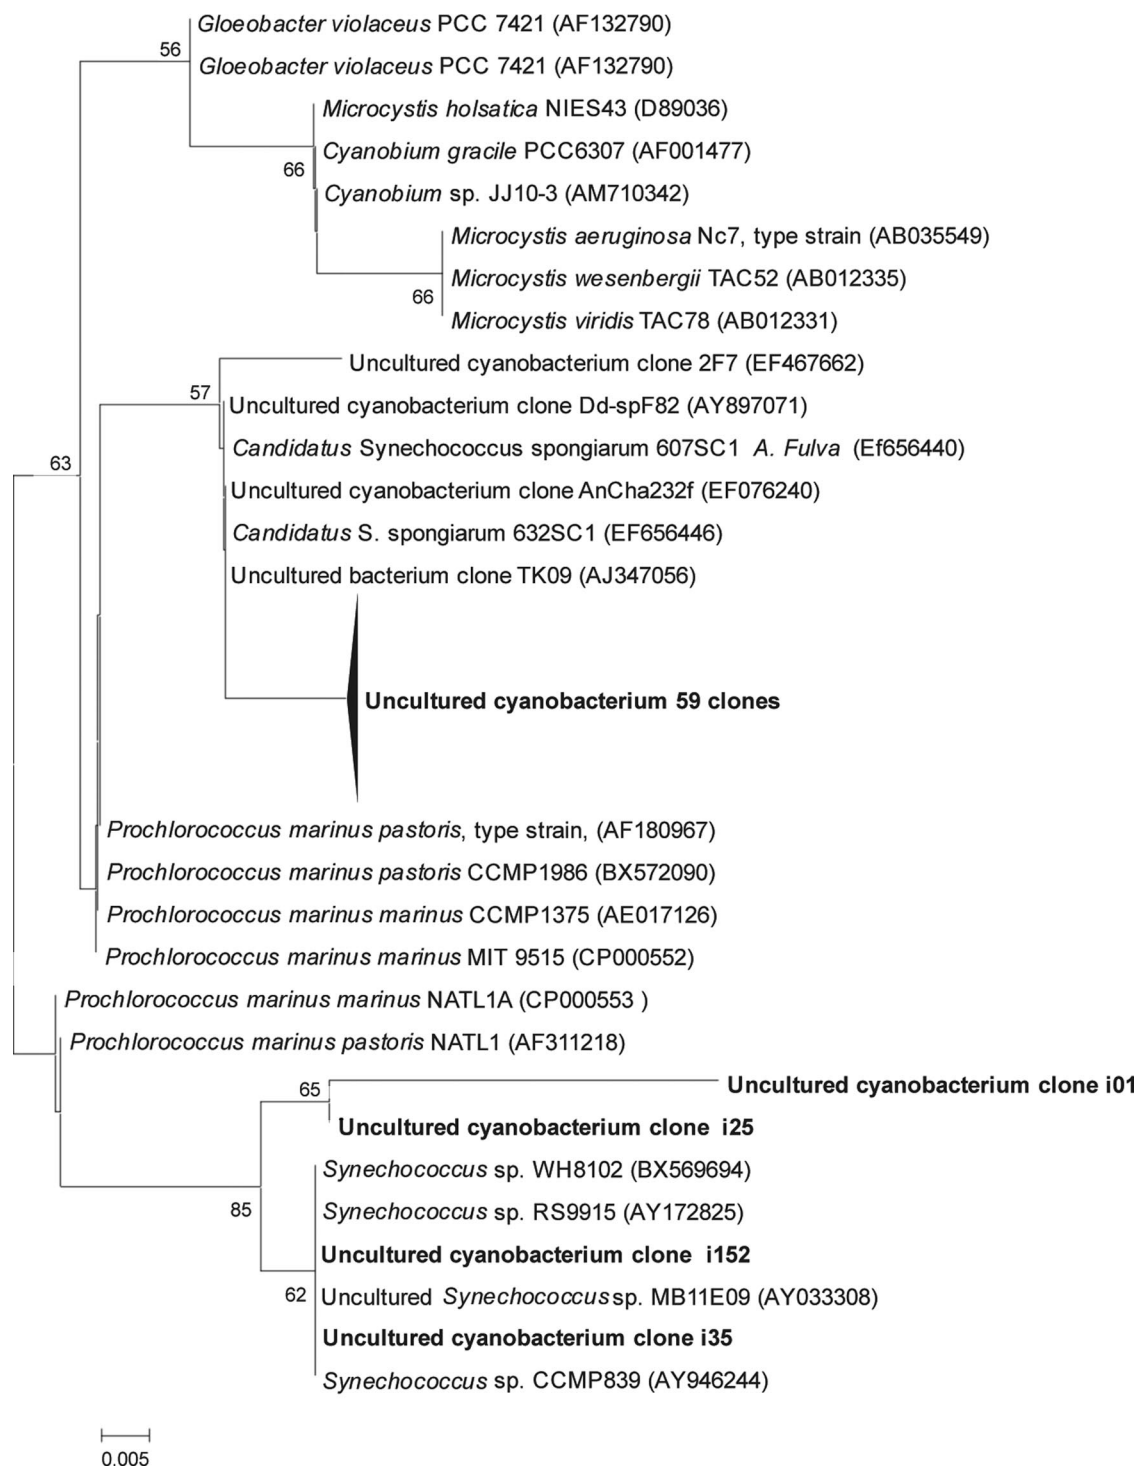 Gloeobacter violaceus PCC 7421 (AF132790)
56
Gloeobacter violaceus PCC 7421 (AF132790)
Microcystis holsatica NIES43 (D89036)
Cyanobium gracile PCC6307 (AF001477)
66
Cyanobium sp. JJ10-3 (AM710342)
Microcystis aeruginosa Nc7, type strain (AB035549)
Microcystis wesenbergii TAC52 (AB012335)
66
Microcystis viridis TAC78 (AB012331)
Uncultured cyanobacterium clone 2F7 (EF467662)
57
Uncultured cyanobacterium clone Dd-spF82 (AY897071)
Candidatus Synechococcus spongiarum 607SC1 A. Fulva (Ef656440)
63
Uncultured cyanobacterium clone AnCha232f (EF076240)
Candidatus S. spongiarum 632SC1 (EF656446)
Uncultured bacterium clone TK09 (AJ347056)
Uncultured cyanobacterium 59 clones
Prochlorococcus marinus pastoris, type strain, (AF180967)
Prochlorococcus marinus pastoris CCMP1986 (BX572090)
Prochlorococcus marinus marinus CCMP1375 (AE017126)
Prochlorococcus marinus marinus MIT 9515 (CP000552)
Prochlorococcus marinus marinus NATL1A (CP000553 )
Prochlorococcus marinus pastoris NATL1 (AF311218)
65
Uncultured cyanobacterium clone i01
Uncultured cyanobacterium clone i25
Synechococcus sp. WH8102 (BX569694)
85
Synechococcus sp. RS9915 (AY172825)
Uncultured cyanobacterium clone i152
62
Uncultured Synechococcus sp. MB11E09 (AY033308)
Uncultured cyanobacterium clone i35
Synechococcus sp. CCMP839 (AY946244)
0.005